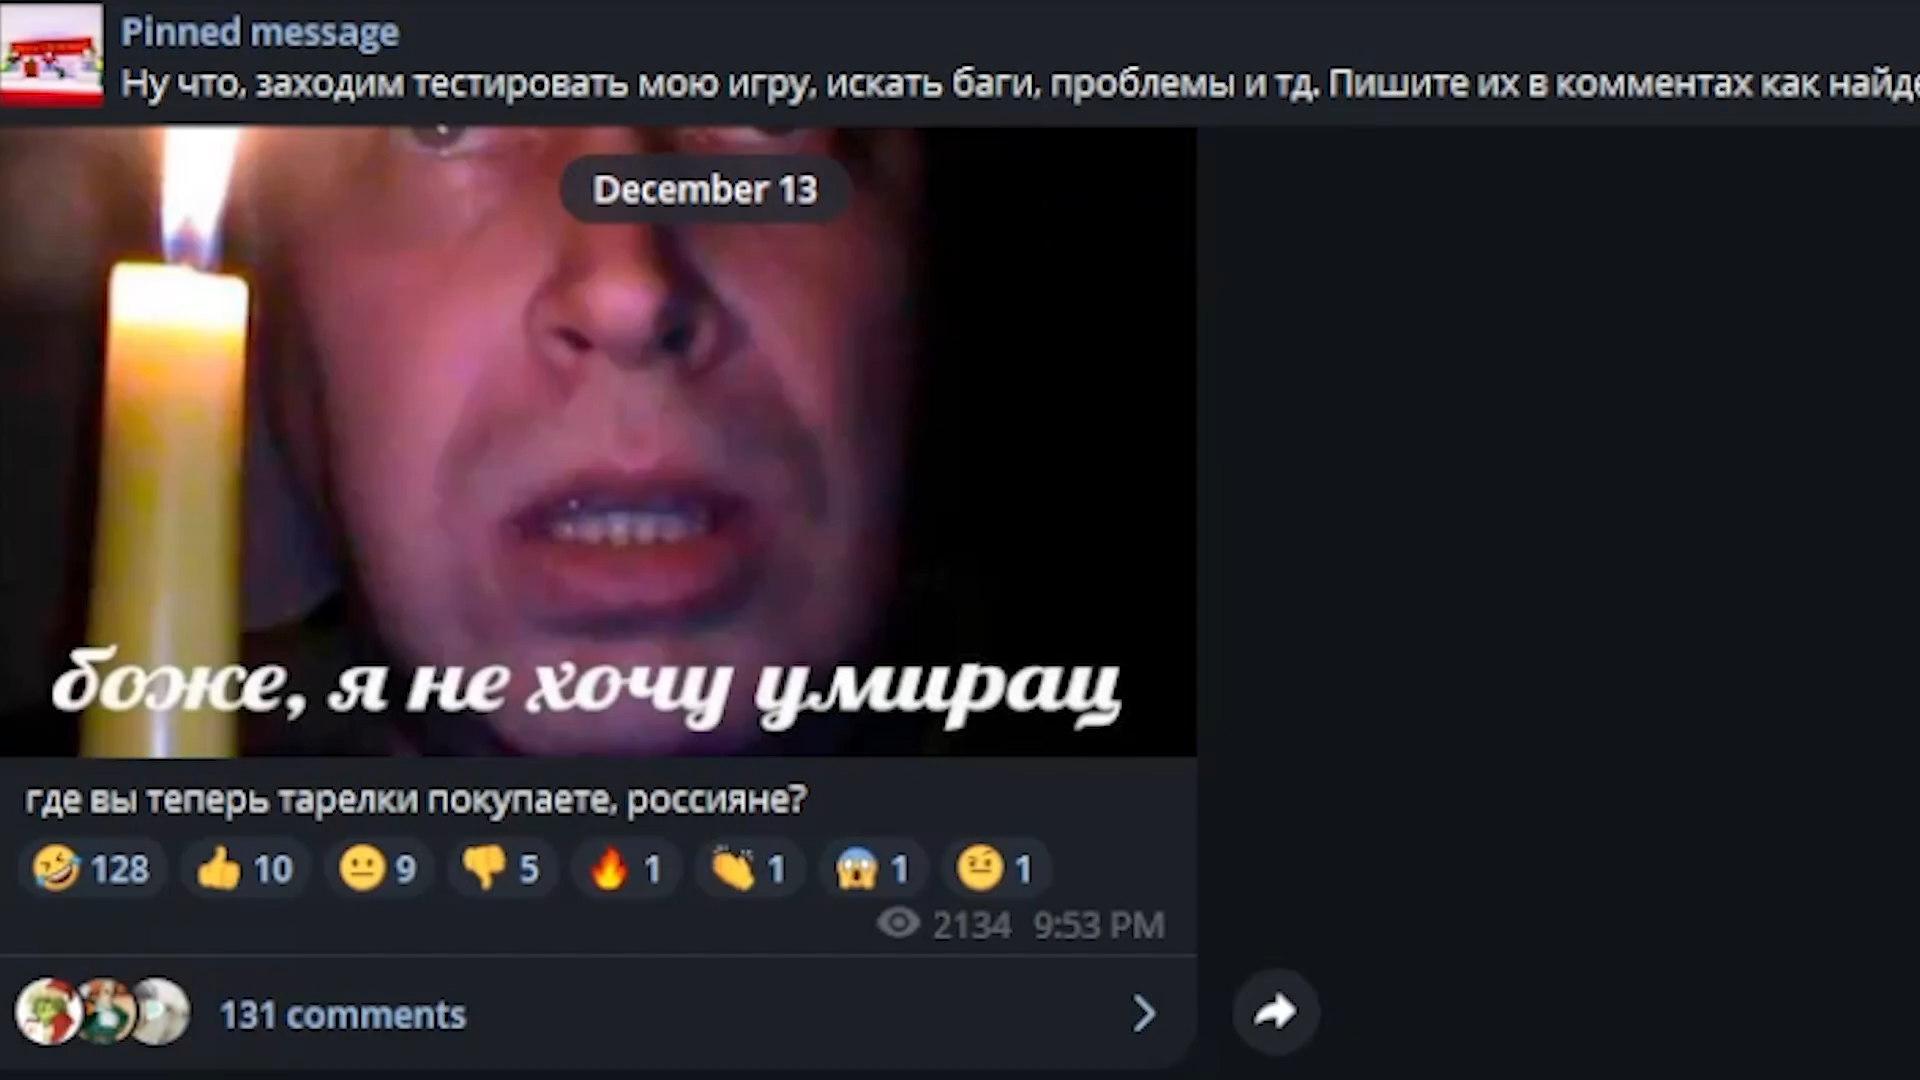 Pinned message
Ну что, заходим тестировать мою игру, искать баги, проблемы и тд. Пишите их в комментах как
December 13
боже, я не хочу умирац
где вы теперь тарелки покупаете, россияне?
128 10 9 5 1 1 1 1
2134 9:53 PM
131 comments